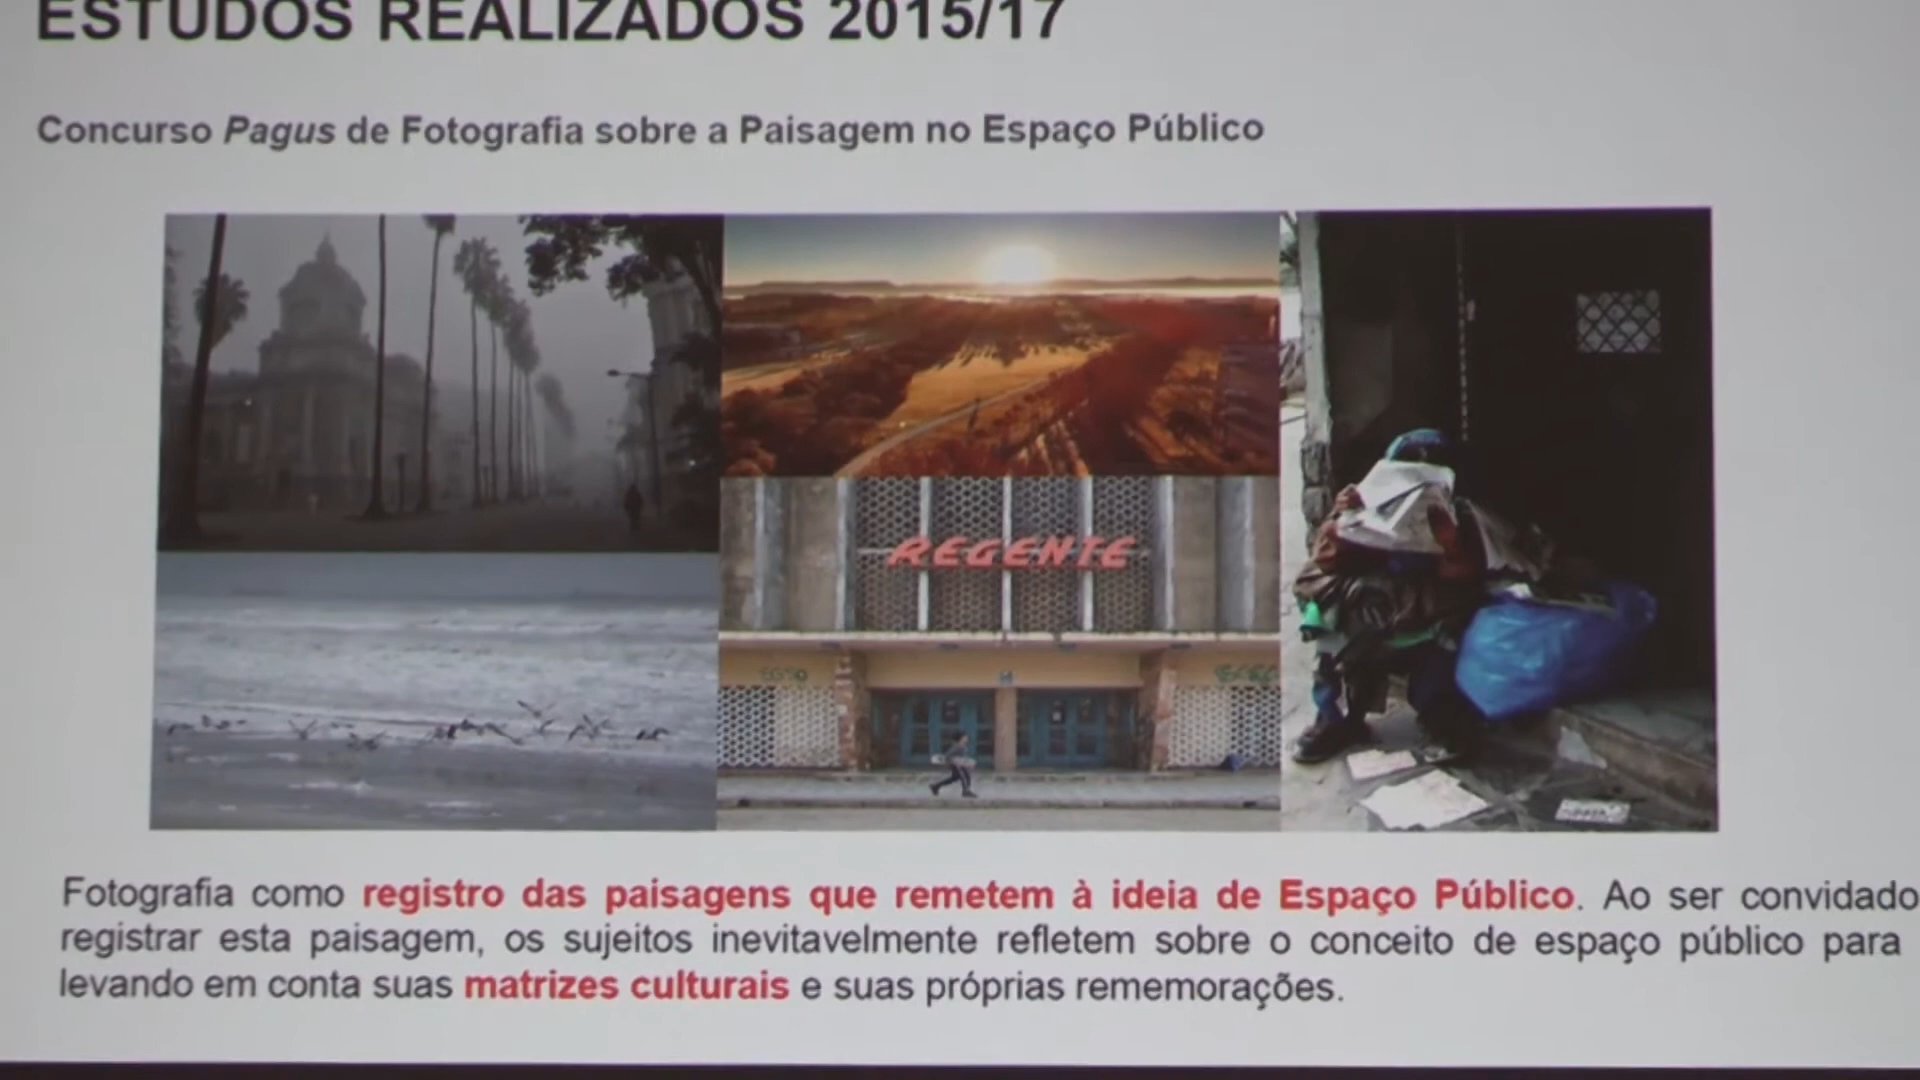 ESTUDOS REALIZADOS 2015/17
Concurso Pagus de Fotografia sobre a Paisagem no Espaço Público
REGENTE
Fotografia como registro das paisagens que remetem à ideia de Espaço Público. Ao ser convidado
registrar esta paisagem, os sujeitos inevitavelmente refletem sobre o conceito de espaço público para
levando em conta suas matrizes culturais e suas próprias rememorações.